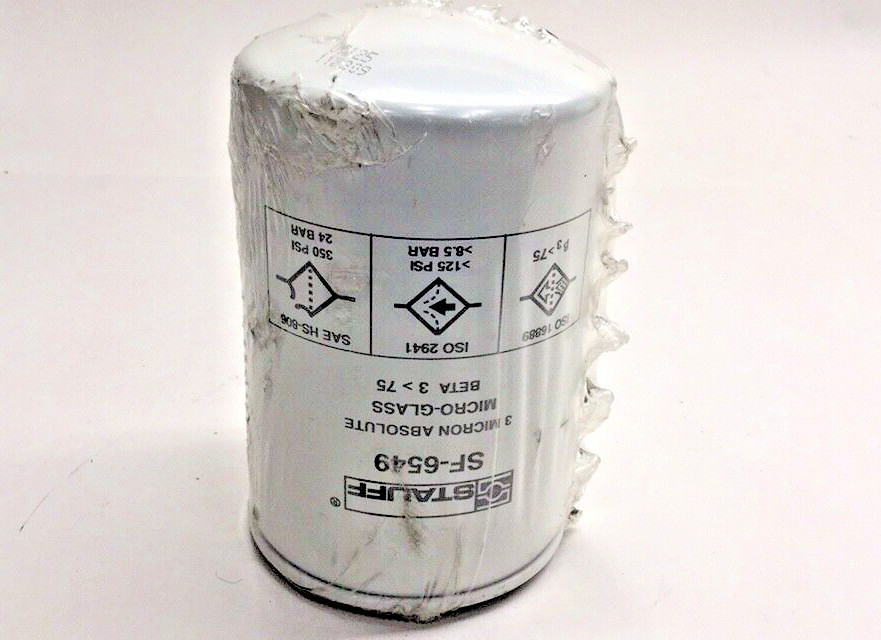 STAUFF ®
SF-6549
3 MICRON ABSOLUTE
MICRO-GLASS
BETA 3 > 75
ISO 16889
β 3 > 75
ISO 2941
>125 PSI
>8.5 BAR
SAE HS-806
350 PSI
24 BAR